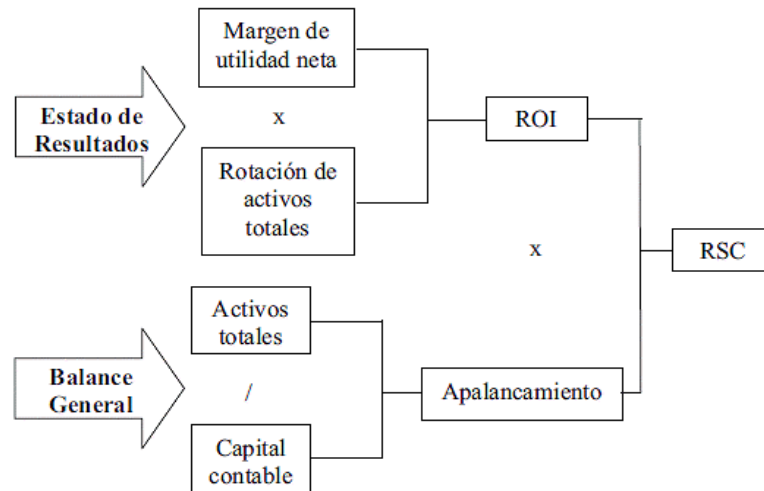 Margen de
utilidad neta
Estado de
Resultados
x
ROI
Rotación de
activos
totales
x
RSC
Activos
totales
Balance
General
/
Apalancamiento
Capital
contable